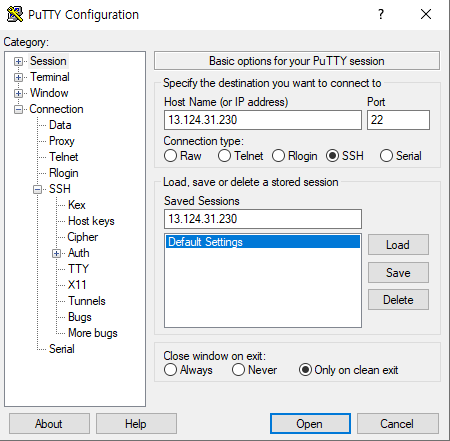 PuTTY Configuration
? ×
Category:
Session
Terminal
Window
Connection
Data
Proxy
Telnet
Rlogin
SSH
Kex
Host keys
Cipher
Auth
TTY
X11
Tunnels
Bugs
More bugs
Serial
Basic options for your PuTTY session
Specify the destination you want to connect to
Host Name (or IP address) Port
13.124.31.230 22
Connection type:
Raw Telnet Rlogin SSH Serial
Load, save or delete a stored session
Saved Sessions
13.124.31.230
Default Settings
Load
Save
Delete
Close window on exit:
Always Never Only on clean exit
About Help Open Cancel